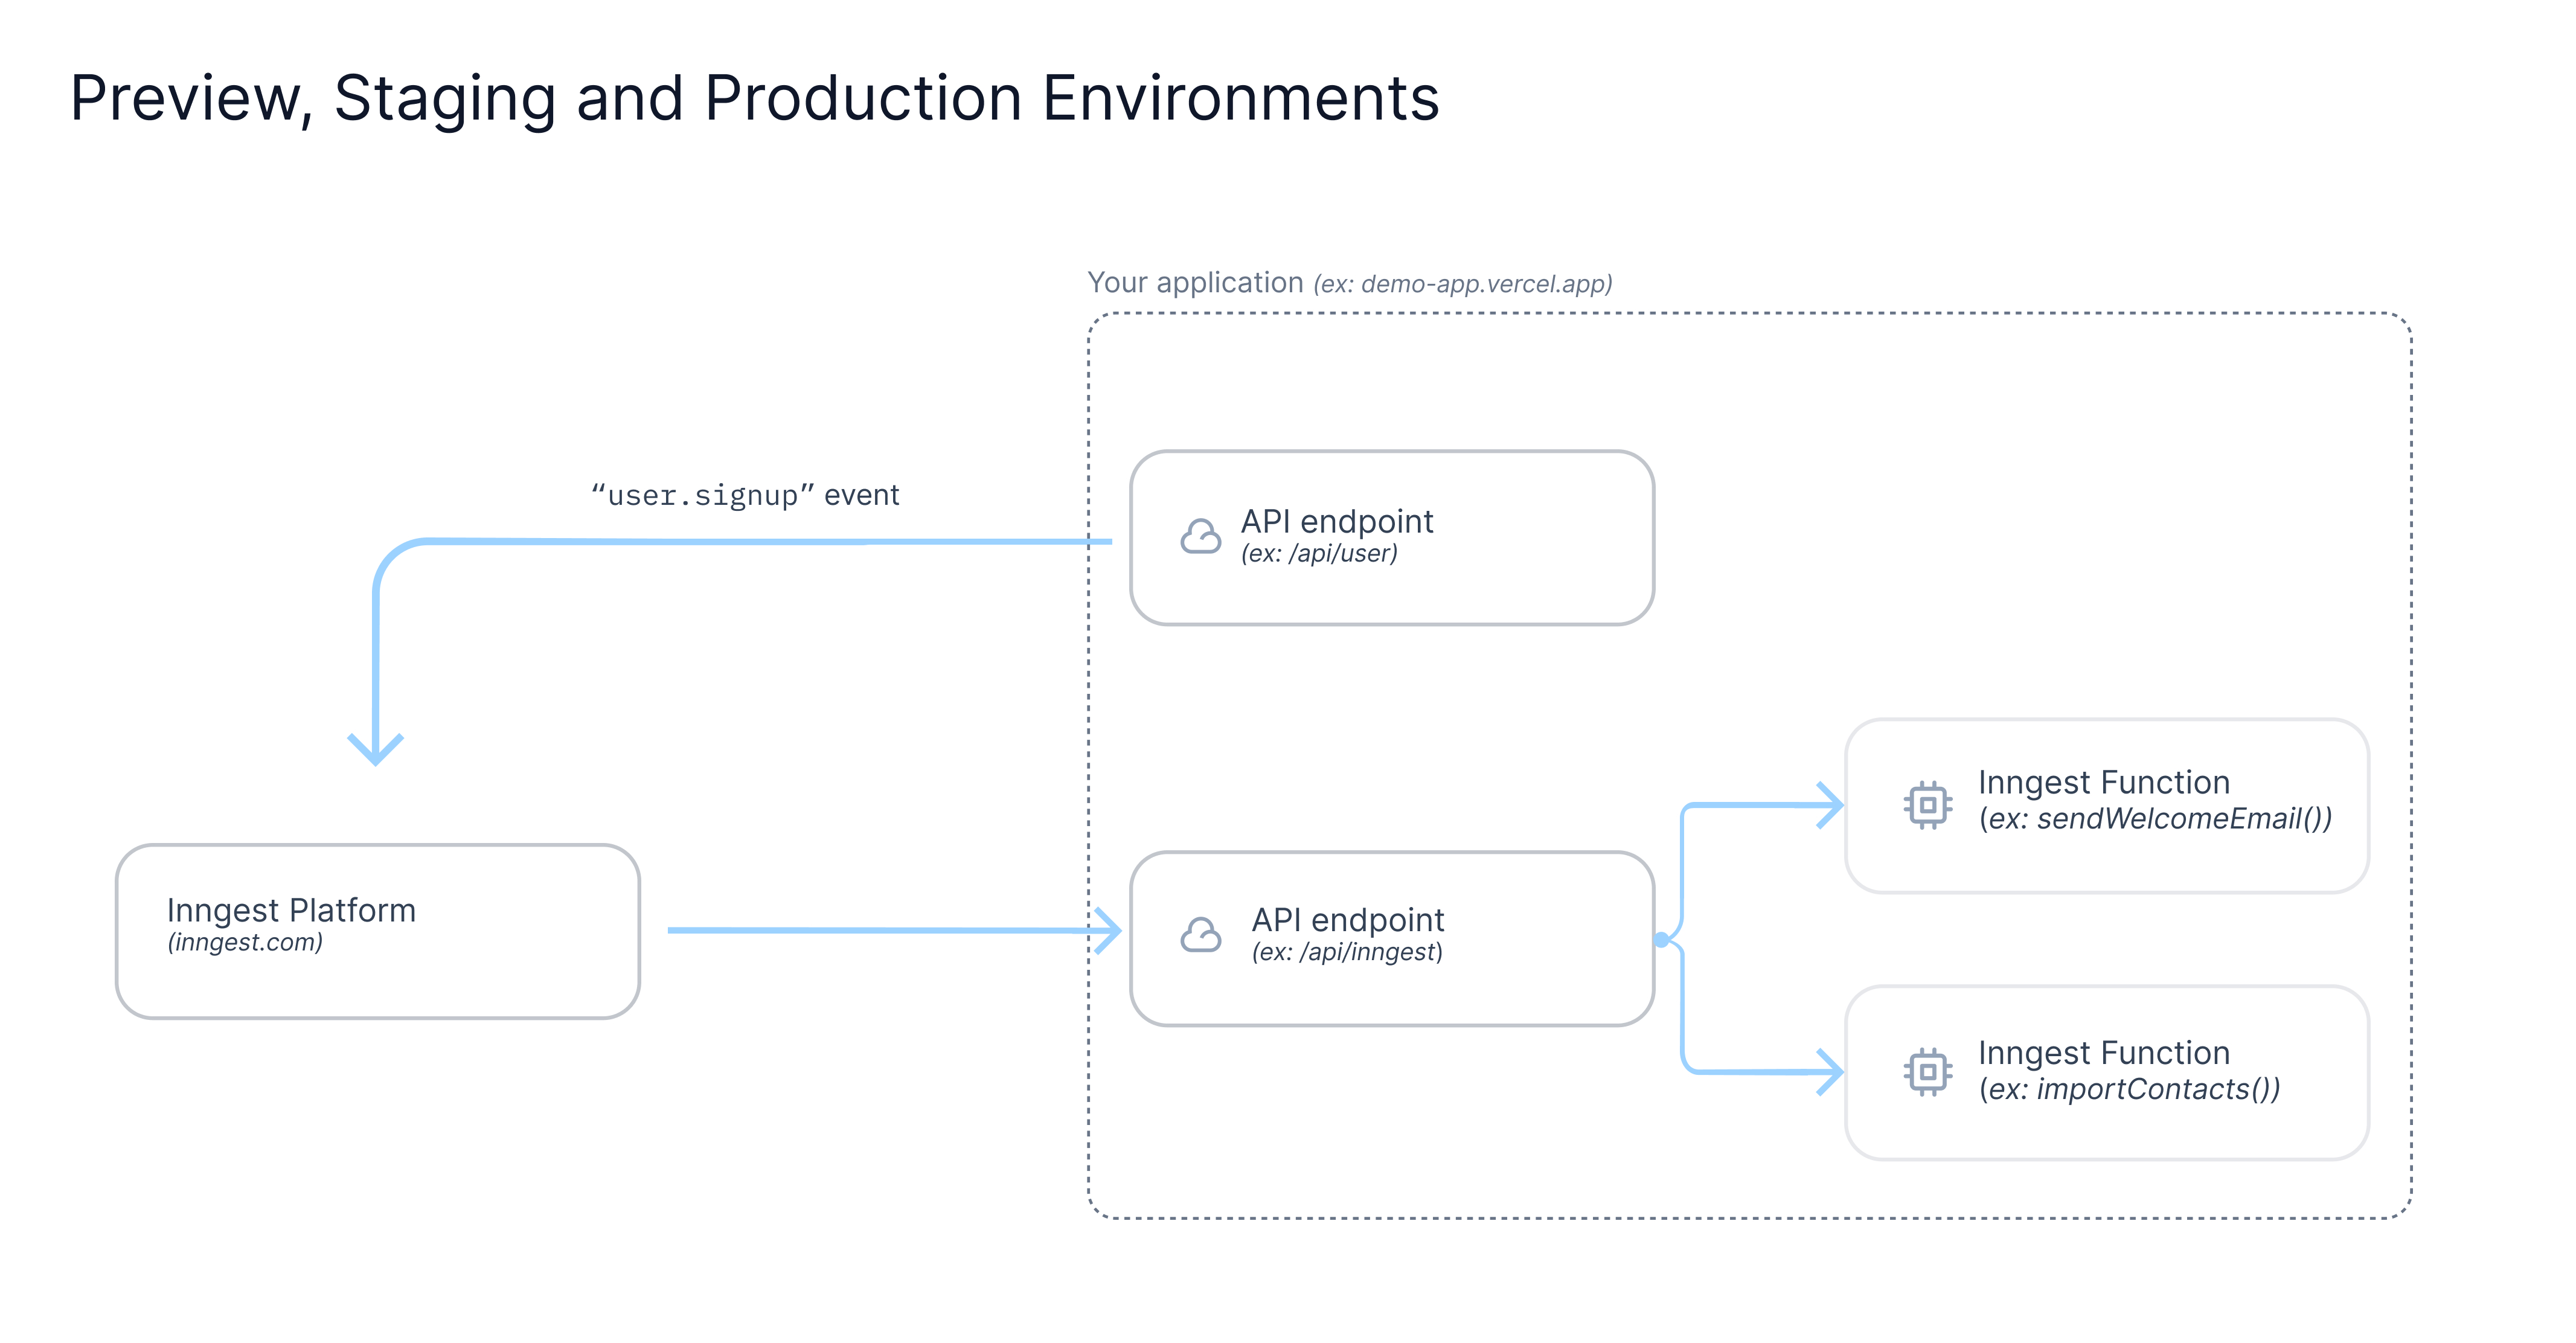 Preview, Staging and Production Environments
Your application (ex: demo-app.vercel.app)
“user.signup” event
API endpoint
(ex: /api/user)
Inngest Platform
(inngest.com)
API endpoint
(ex: /api/inngest)
Inngest Function
(ex: sendWelcomeEmail())
Inngest Function
(ex: importContacts())